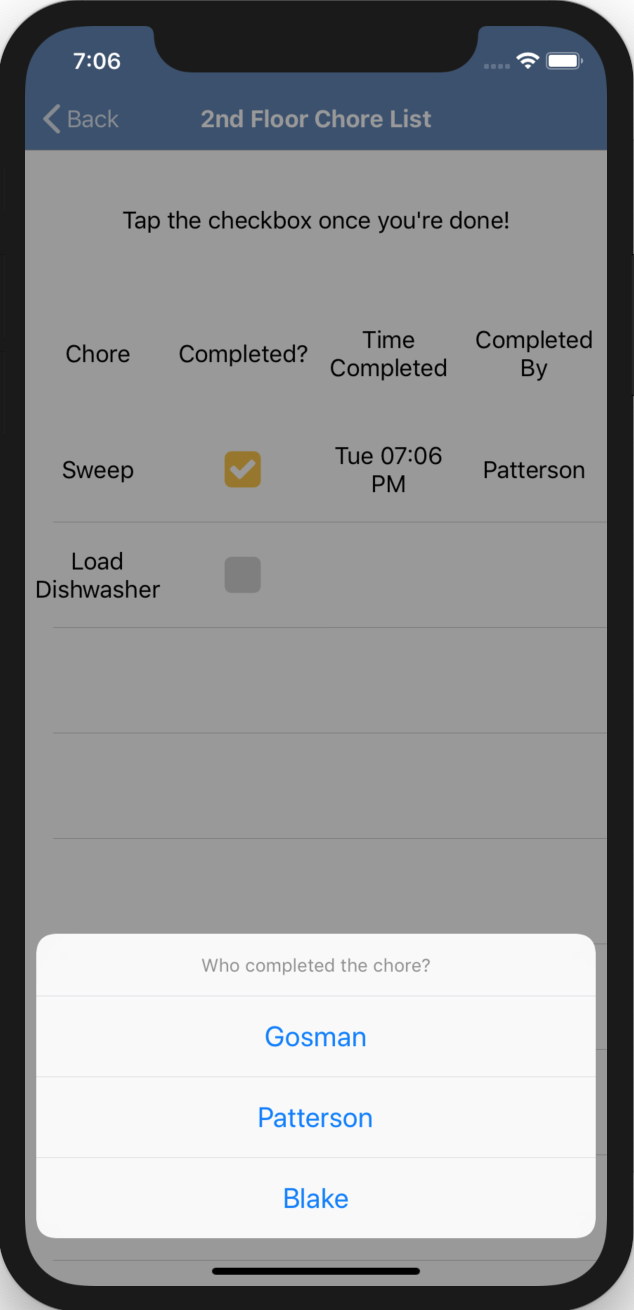 7:06
Back 2nd Floor Chore List
Tap the checkbox once you're done!
Chore Completed? Time Completed Completed By
Sweep Tue 07:06 PM Patterson
Load Dishwasher
Who completed the chore?
Gosman
Patterson
Blake